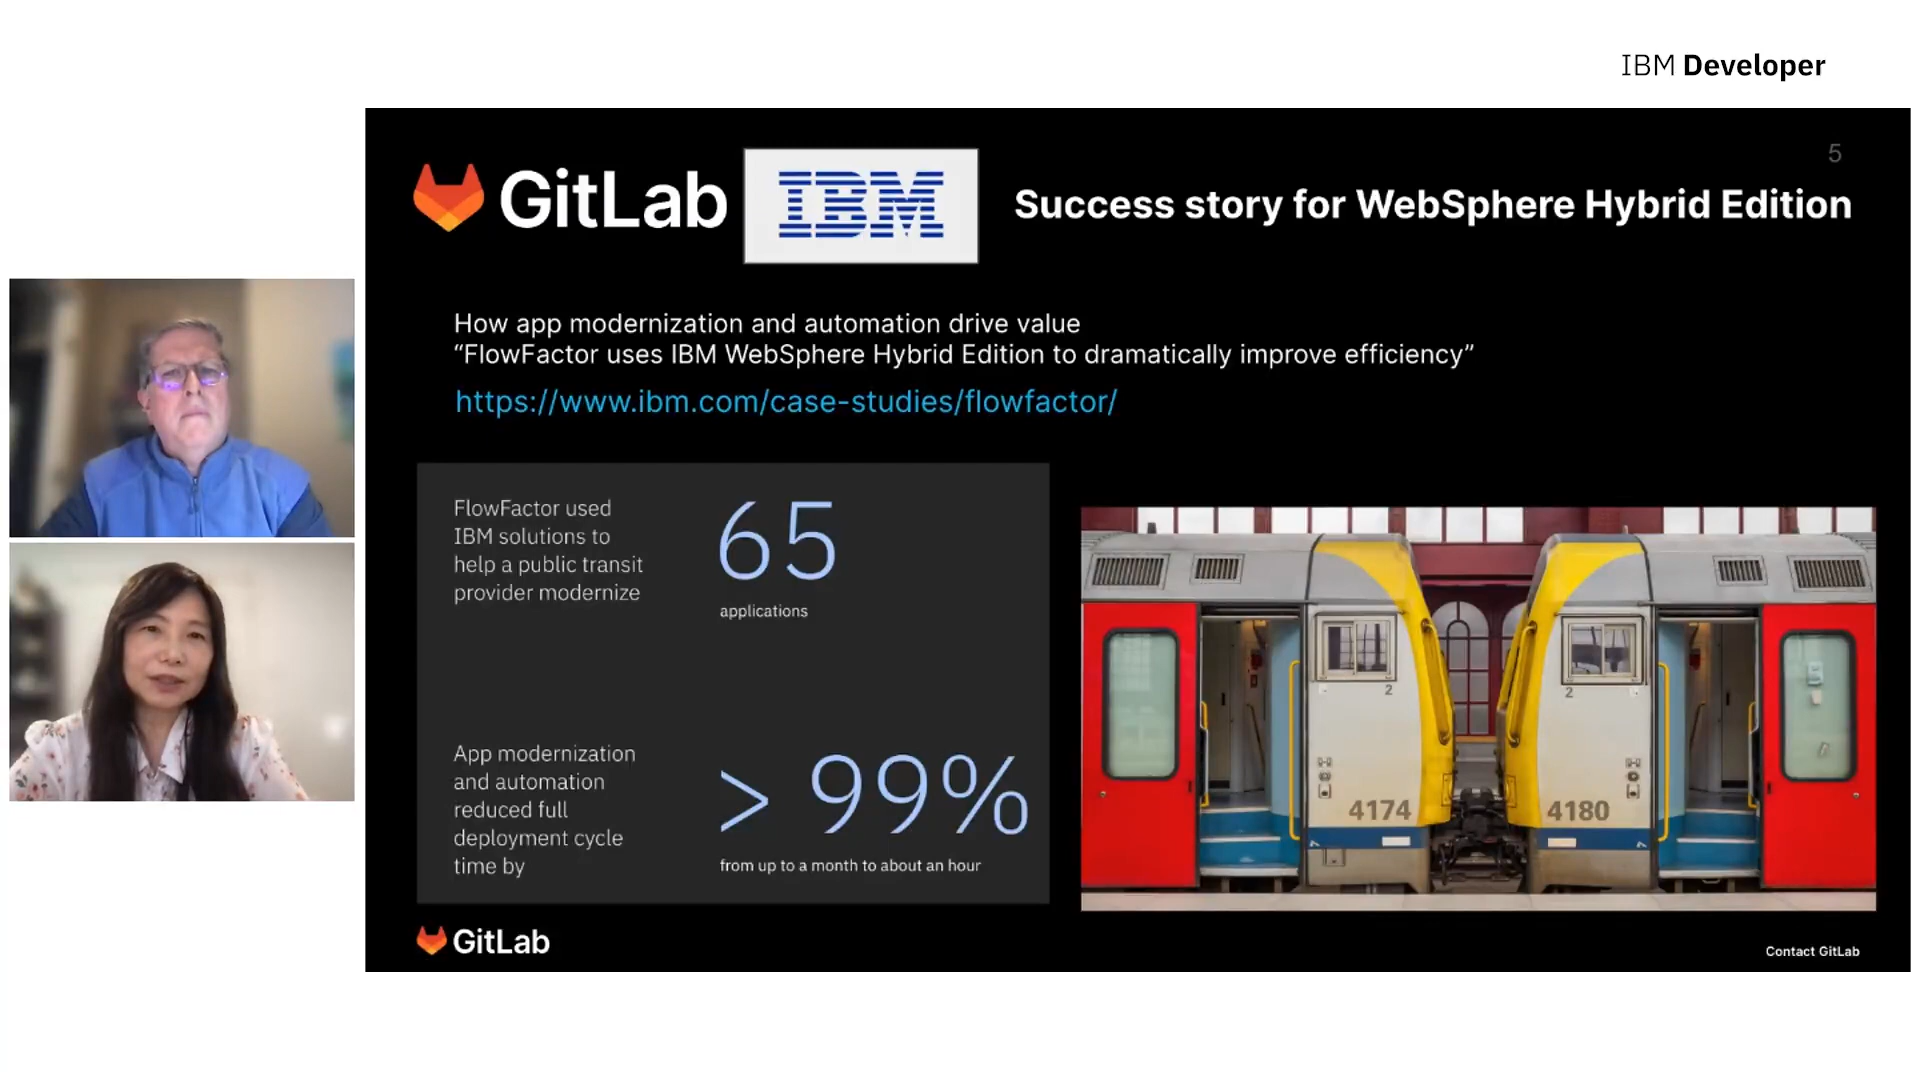 IBM Developer
5
GitLab
IBM
Success story for WebSphere Hybrid Edition
How app modernization and automation drive value
“FlowFactor uses IBM WebSphere Hybrid Edition to dramatically improve efficiency”
https://www.ibm.com/case-studies/flowfactor/
FlowFactor used
IBM solutions to
help a public transit
provider modernize
65
applications
App modernization
and automation
reduced full
deployment cycle
time by
> 99%
from up to a month to about an hour
2
2
4174
4180
GitLab
Contact GitLab